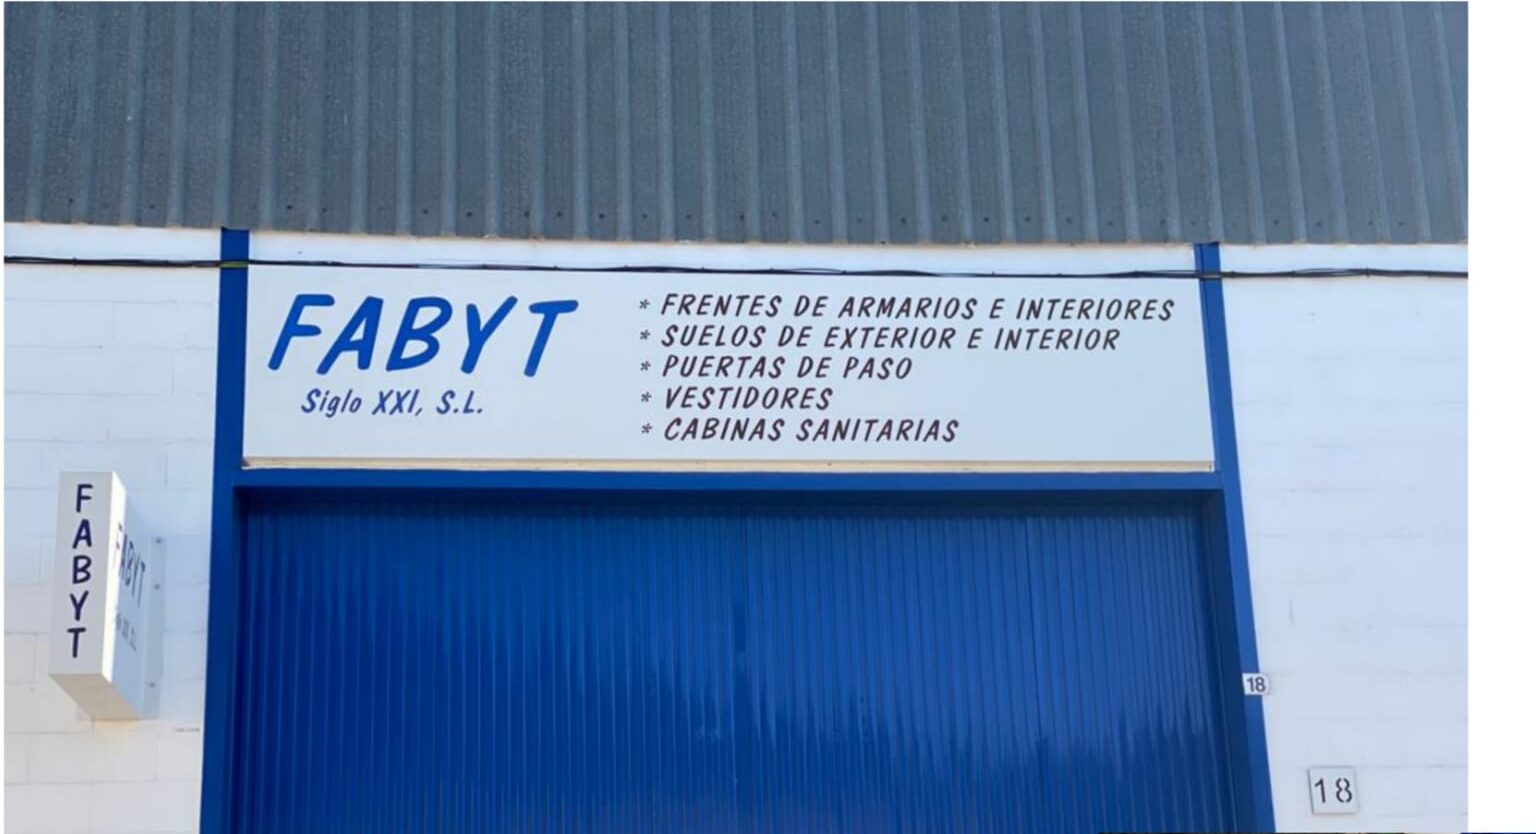 FABYT
Siglo XXI, S.L.
* FRENTES DE ARMARIOS E INTERIORES
* SUELOS DE EXTERIOR E INTERIOR
* PUERTAS DE PASO
* VESTIDORES
* CABINAS SANITARIAS
FABYT
FABYT
18
18